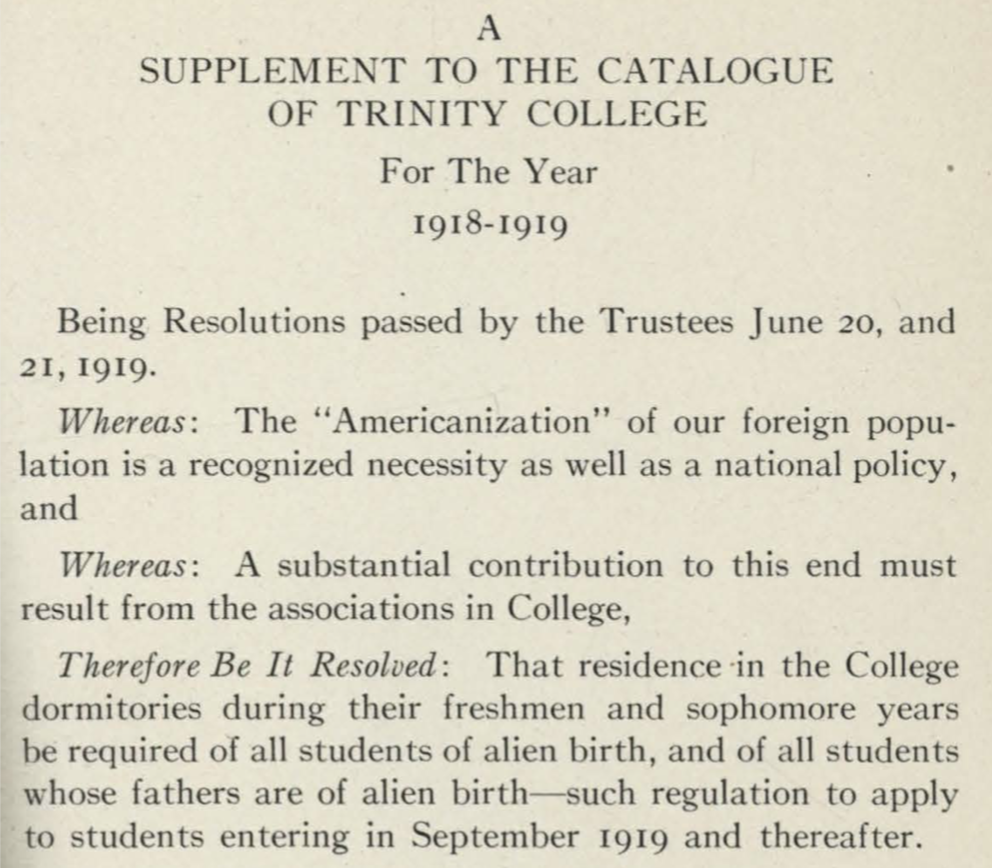 A
SUPPLEMENT TO THE CATALOGUE
OF TRINITY COLLEGE
For The Year
1918-1919
Being Resolutions passed by the Trustees June 20, and
21, 1919.
Whereas: The “Americanization” of our foreign popu-
lation is a recognized necessity as well as a national policy,
and
Whereas: A substantial contribution to this end must
result from the associations in College,
Therefore Be It Resolved: That residence in the College
dormitories during their freshmen and sophomore years
be required of all students of alien birth, and of all students
whose fathers are of alien birth—such regulation to apply
to students entering in September 1919 and thereafter.